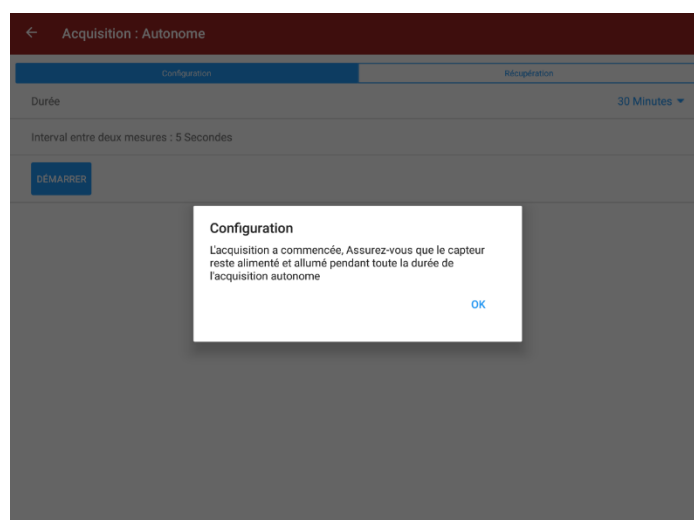 Acquisition : Autonome
Configuration
Récupération
Durée
30 Minutes
Interval entre deux mesures : 5 Secondes
DÉMARRER
Configuration
L'acquisition a commencée, Assurez-vous que le capteur
reste alimenté et allumé pendant toute la durée de
l'acquisition autonome
OK